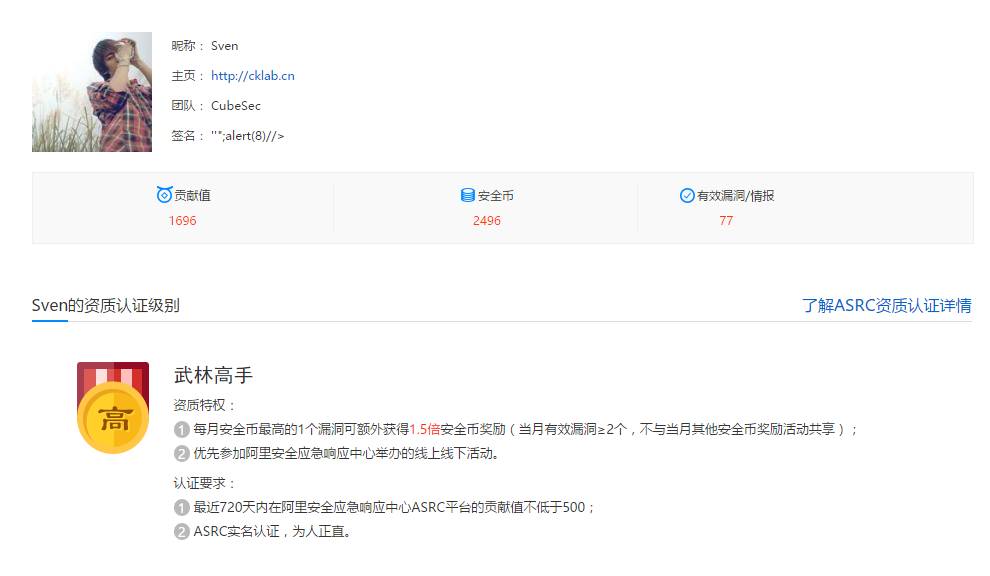 昵称： Sven
主页： http://cklab.cn
团队： CubeSec
签名： '''";alert(8)//>
贡献值
1696
安全币
2496
有效漏洞/情报
77
Sven的资质认证级别
了解ASRC资质认证详情
高
武林高手
资质特权：
1 每月安全币最高的1个漏洞可额外获得1.5倍安全币奖励（当月有效漏洞≥2个，不与当月其他安全币奖励活动共享）；
2 优先参加阿里安全应急响应中心举办的线上线下活动。
认证要求：
1 最近720天内在阿里安全应急响应中心ASRC平台的贡献值不低于500；
2 ASRC实名认证，为人正直。